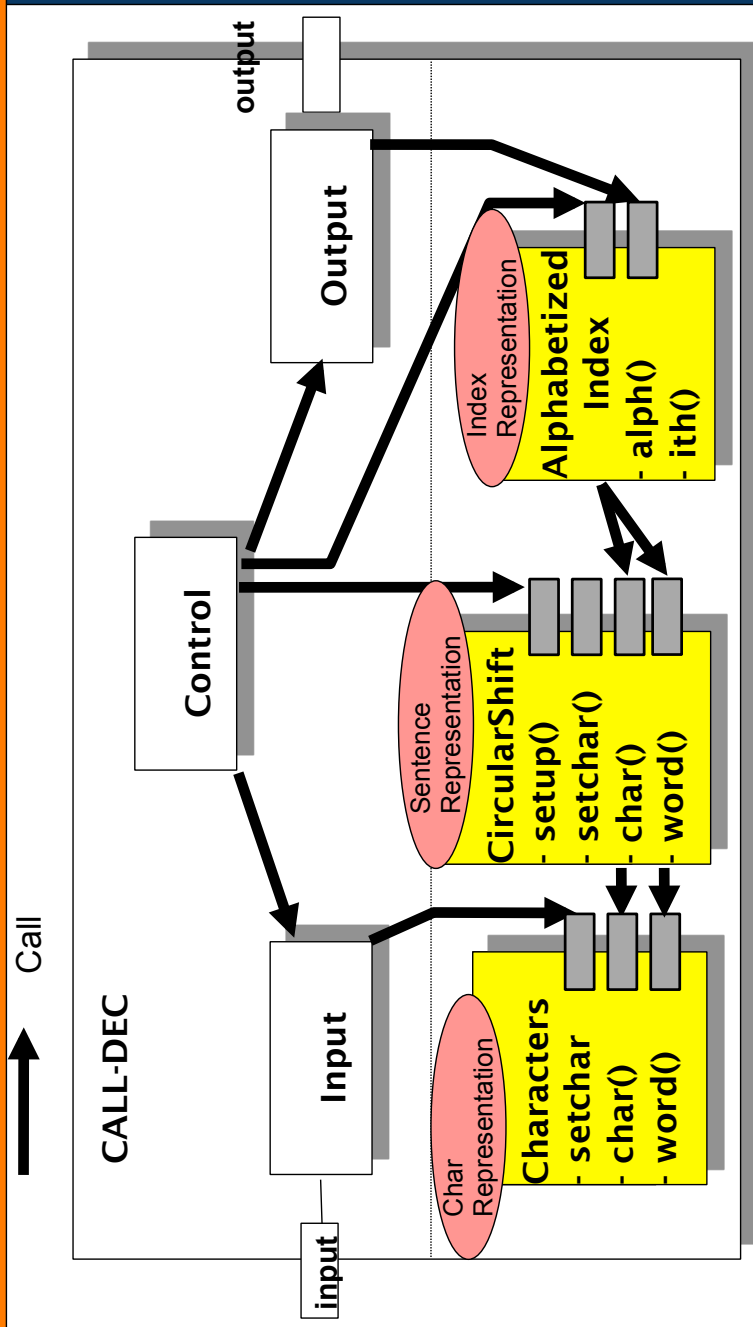 Call
CALL-DEC
Control
input
Input
Output
output
Char
Representation
Characters
- setchar
- char()
- word()
Sentence
Representation
CircularShift
- setup()
- setchar()
- char()
- word()
Index
Representation
Alphabetized
Index
- alph()
- ith()